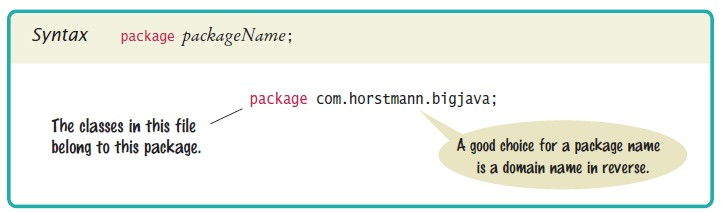 Syntax package packageName;
package com.horstmann.bigjava;
The classes in this file
belong to this package.
A good choice for a package name
is a domain name in reverse.